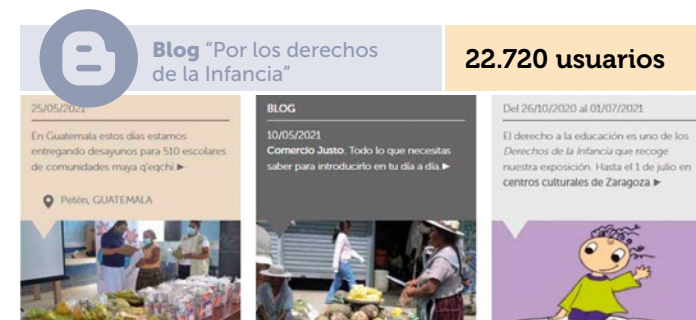 Blog “Por los derechos
de la Infancia”
22.720 usuarios
25/05/2021
En Guatemala estos días estamos
entregando desayunos para 510 escolares
de comunidades maya q'eqchí ►
Petén, GUATEMALA
BLOG
10/05/2021
Comercio Justo. Todo lo que necesitas
saber para introducirlo en tu día a día ►
Del 26/10/2020 al 01/07/2021
El derecho a la educación es uno de los
Derechos de la Infancia que recoge
nuestra exposición. Hasta el 1 de julio en
centros culturales de Zaragoza ►